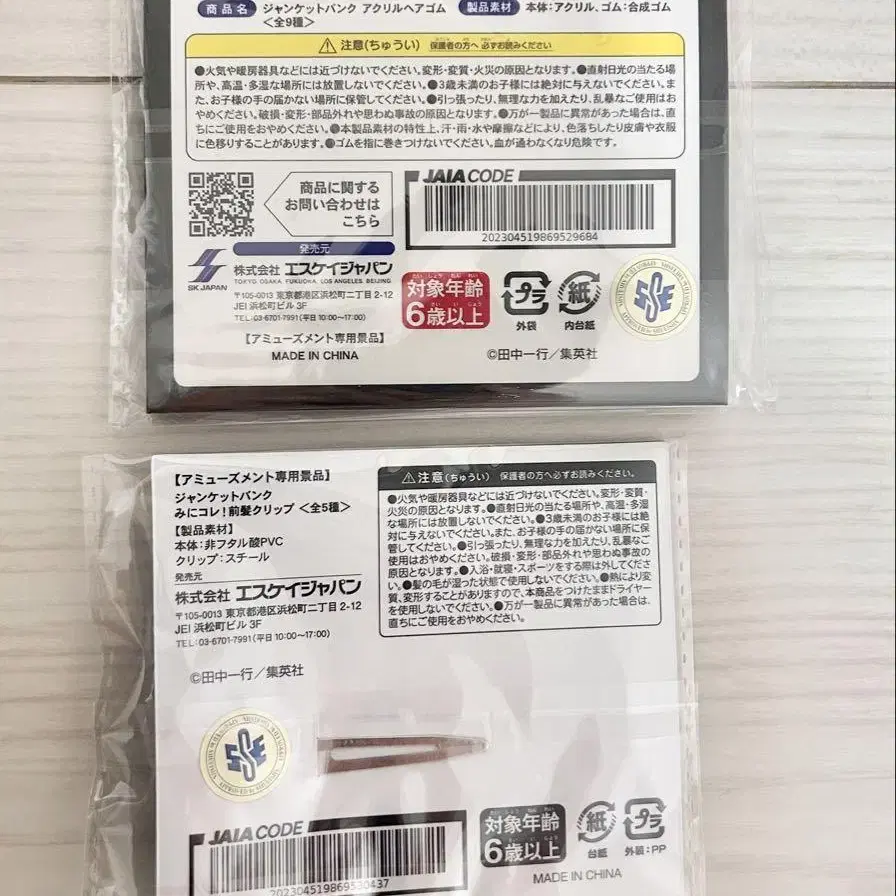 商品名 ジャンケットバンク アクリルヘアゴム 製品素材 本体:アクリル、ゴム:合成ゴム
<全9種>
⚠注意(ちゅうい) 保護者の方へ必ずお読みください
●火気や暖房器具などには近づけないでください。変形・変質・火災の原因となります。●直射日光の当たる場
所や、高温・多湿な場所には放置しないでください。●3歳未満のお子様には絶対に与えないでください。ま
た、お子様の手の届かない場所に保管してください。●引っ張ったり、無理な力を加えたり、乱暴なご使用はお
やめください。破損・変形・部品外れや思わぬ事故の原因となります。●万が一製品に異常があった場合は、直
ちにご使用をおやめください。●本製品素材の特性上、汗・雨・水や摩擦などにより、色落ちしたり皮膚や衣服
に色移りすることがあります。●ゴムを指に巻きつけないでください。血が通わなくなり危険です。
商品に関する
お問い合わせは
こちら
JAIA CODE
202304519869529684
発売元
SK JAPAN
株式会社 エスケイジャパン
TOKYO OSAKA FUKUOKA LOS ANGELES BEIJING
〒105-0013 東京都港区浜松町二丁目2-12
JEI 浜松町ビル 3F
TEL:03-6701-7991(平日10:00〜17:00)
【アミューズメント専用景品】
MADE IN CHINA
対象年齢
6歳以上
プラ
外袋
紙
内台紙
©田中一行/集英社
【アミューズメント専用景品】
ジャンケットバンク
みにコレ!前髪クリップ <全5種>
【製品素材】
本体:非フタル酸PVC
クリップ:スチール
発売元
株式会社 エスケイジャパン
〒105-0013 東京都港区浜松町二丁目 2-12
JEI 浜松町ビル 3F
TEL:03-6701-7991(平日10:00〜17:00)
©田中一行/集英社
⚠注意(ちゅうい) 保護者の方へ必ずお読みください。
●火気や暖房器具などには近づけないでください。変形・変質・
火災の原因となります。●直射日光の当たる場所や、高温・多湿
な場所には放置しないでください。●3歳未満のお子様には絶
対に与えないでください。また、お子様の手の届かない場所に保
管してください。●引っ張ったり、無理な力を加えたり、乱暴なご
使用はおやめください。破損・変形・部品外れや思わぬ事故の
原因となります。●入浴・就寝・スポーツをする際は外してくださ
い。●髪の毛が湿った状態で使用しないでください。●熱により変
質、変形することがありますので、本商品をつけたままドライヤー
を使用しないでください。●万が一製品に異常があった場合は、
直ちにご使用をおやめください。
JAIA CODE
202304519869530437
対象年齢
6歳以上
紙
台紙
プラ
外装:PP
MADE IN CHINA